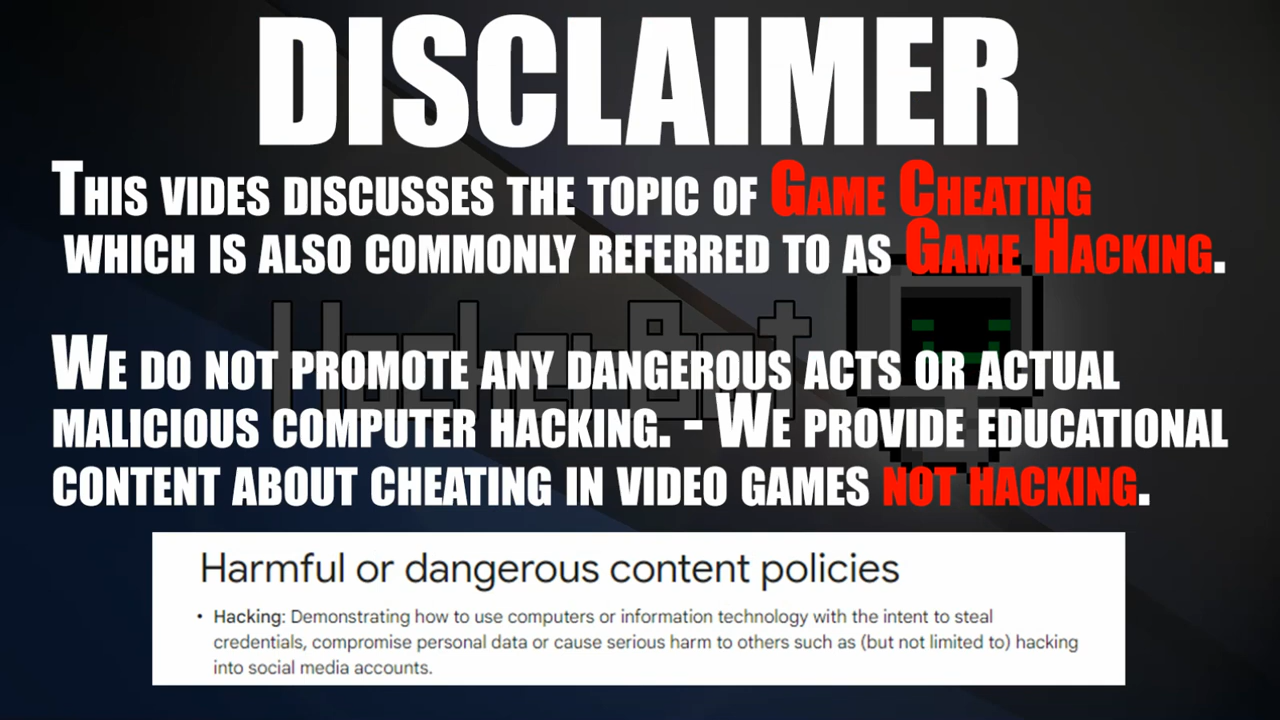 DISCLAIMER
THIS VIDES DISCUSSES THE TOPIC OF GAME CHEATING
WHICH IS ALSO COMMONLY REFERRED TO AS GAME HACKING.
Hacker Bot
WE DO NOT PROMOTE ANY DANGEROUS ACTS OR ACTUAL
MALICIOUS COMPUTER HACKING. - WE PROVIDE EDUCATIONAL
CONTENT ABOUT CHEATING IN VIDEO GAMES NOT HACKING.
Harmful or dangerous content policies
• Hacking: Demonstrating how to use computers or information technology with the intent to steal
credentials, compromise personal data or cause serious harm to others such as (but not limited to) hacking
into social media accounts.